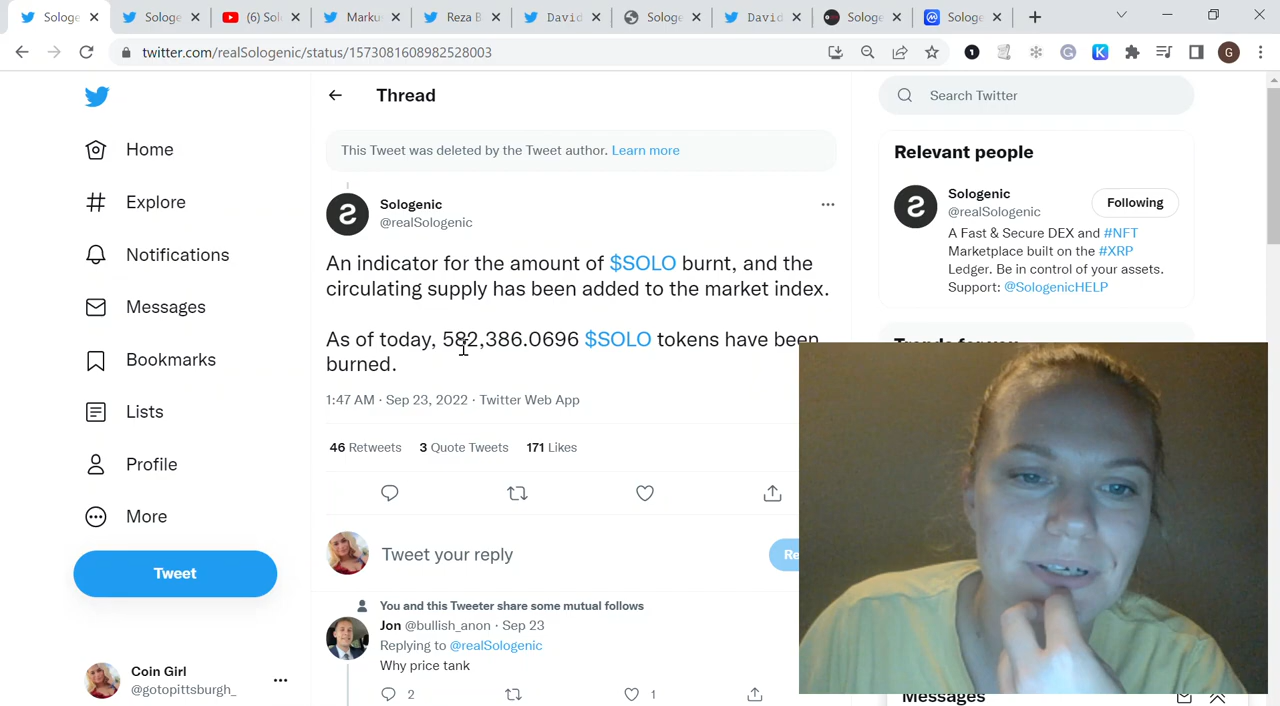 Sologe
Sologe
(6) Sol
Marku
Reza B
David
Sologe
David
Sologe
Sologe
twitter.com/realSologenic/status/1573081608982528003
G
Home
Explore
Notifications
Messages
Bookmarks
Lists
Profile
More
Tweet
Coin Girl
@gotopittsburgh_
Thread
This Tweet was deleted by the Tweet author. Learn more
Sologenic
@realSologenic
An indicator for the amount of $SOLO burnt, and the
circulating supply has been added to the market index.
As of today, 582,386.0696 $SOLO tokens have been
burned.
1:47 AM · Sep 23, 2022 · Twitter Web App
46 Retweets 3 Quote Tweets 171 Likes
Tweet your reply
Re
You and this Tweeter share some mutual follows
Jon @bullish_anon · Sep 23
Replying to @realSologenic
Why price tank
2
1
Search Twitter
Relevant people
Sologenic
@realSologenic
Following
A Fast & Secure DEX and #NFT
Marketplace built on the #XRP
Ledger. Be in control of your assets.
Support: @SologenicHELP
Messages